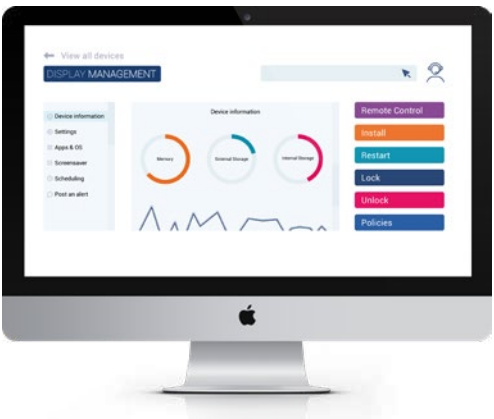 View all devices
DISPLAY MANAGEMENT
Device information
Settings
Apps & OS
Screensaver
Scheduling
Post an alert
Device information
Memory
External Storage
Internal Storage
Remote Control
Install
Restart
Lock
Unlock
Policies